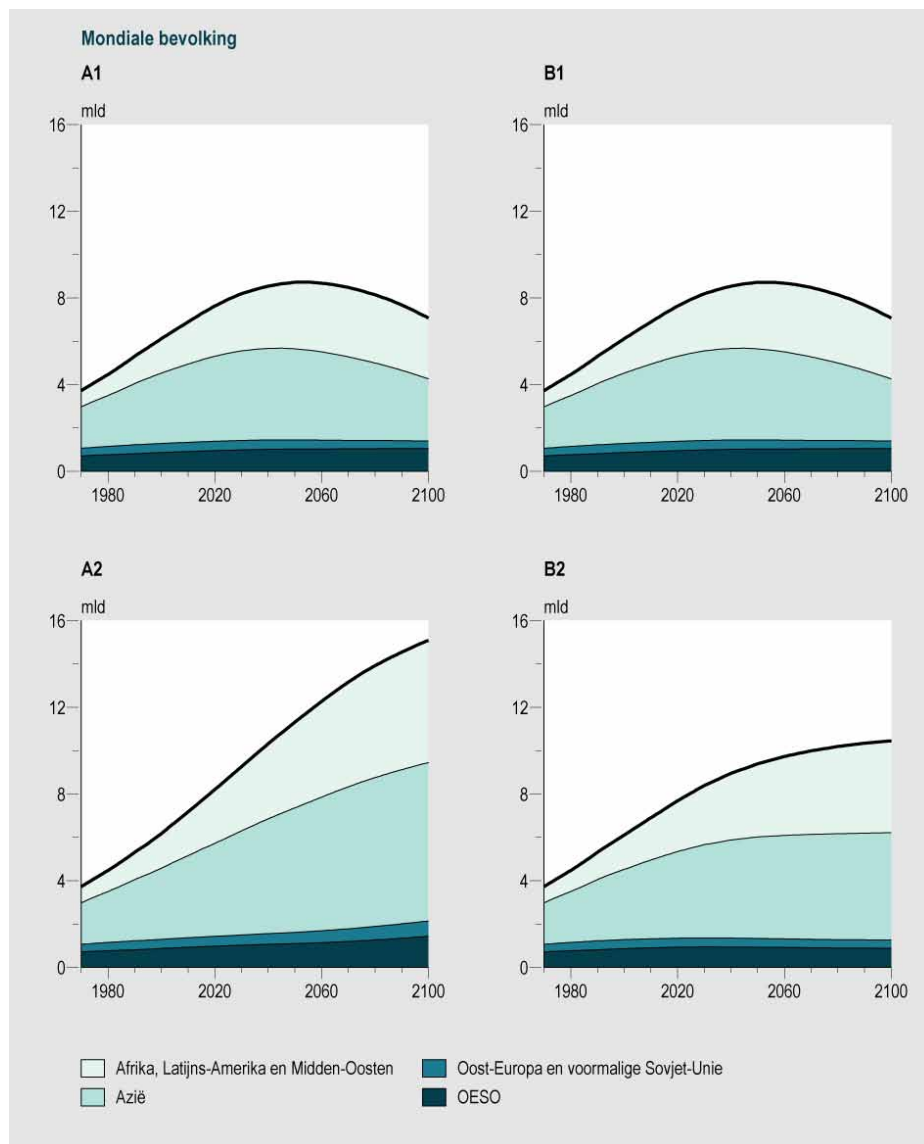 Mondiale bevolking
A1
mld
16
12
8
4
0
1980 2020 2060 2100
B1
mld
16
12
8
4
0
1980 2020 2060 2100
A2
mld
16
12
8
4
0
1980 2020 2060 2100
B2
mld
16
12
8
4
0
1980 2020 2060 2100
Afrika, Latijns-Amerika en Midden-Oosten
Azië
Oost-Europa en voormalige Sovjet-Unie
OESO